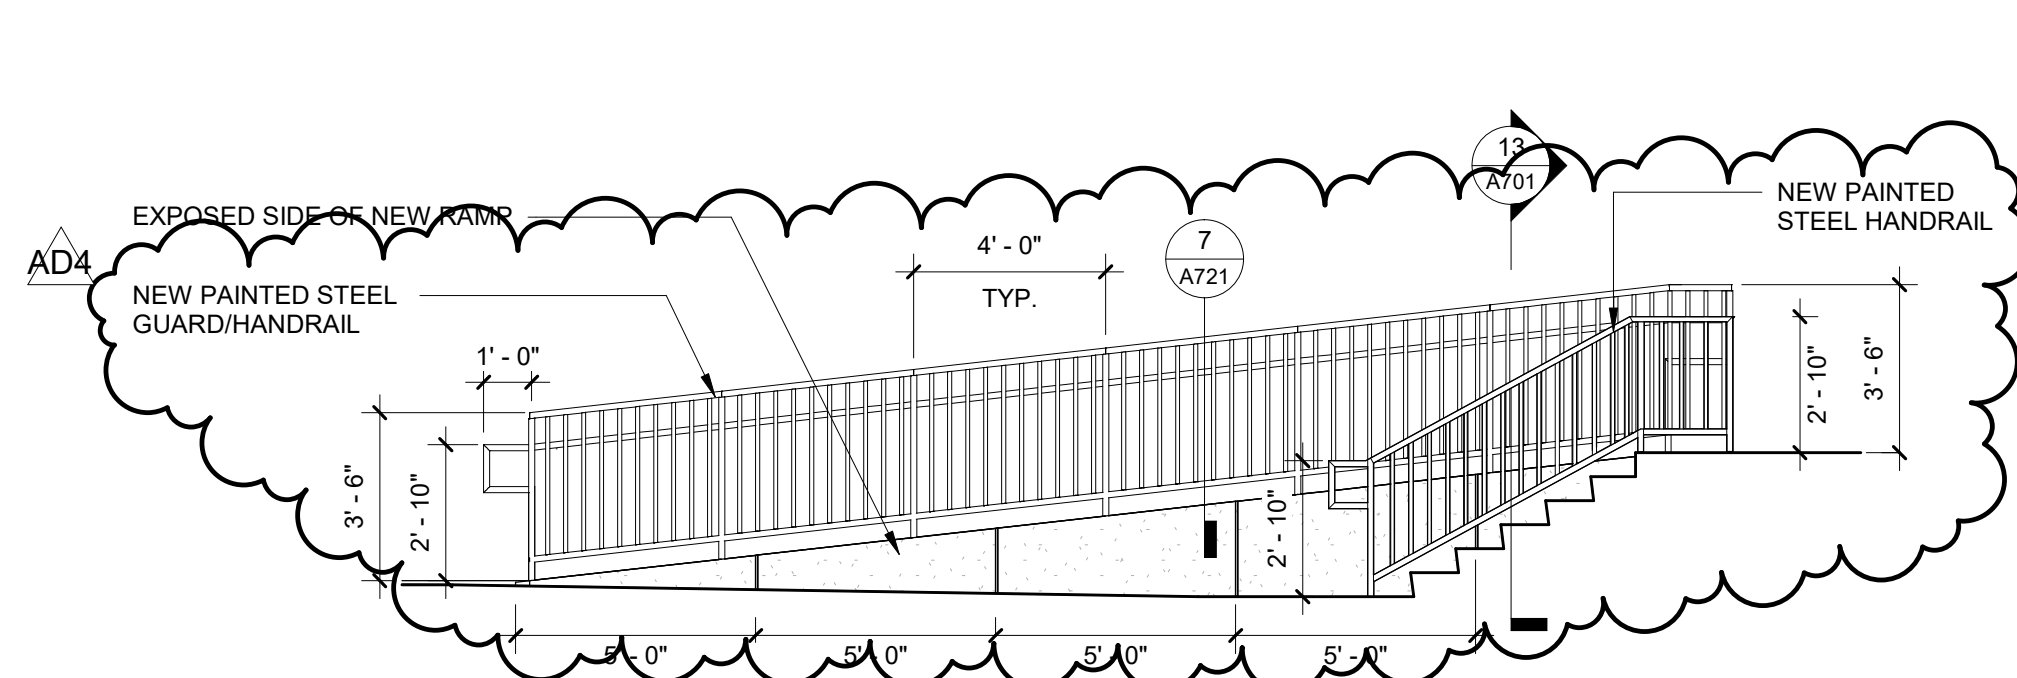 13
A701
NEW PAINTED
STEEL HANDRAIL
EXPOSED SIDE OF NEW RAMP
AD4
4' - 0"
TYP.
7
A721
NEW PAINTED STEEL
GUARD/HANDRAIL
1' - 0"
3' - 6"
2' - 10"
2' - 10"
2' - 10"
3' - 6"
5' - 0"
5' - 0"
5' - 0"
5' - 0"